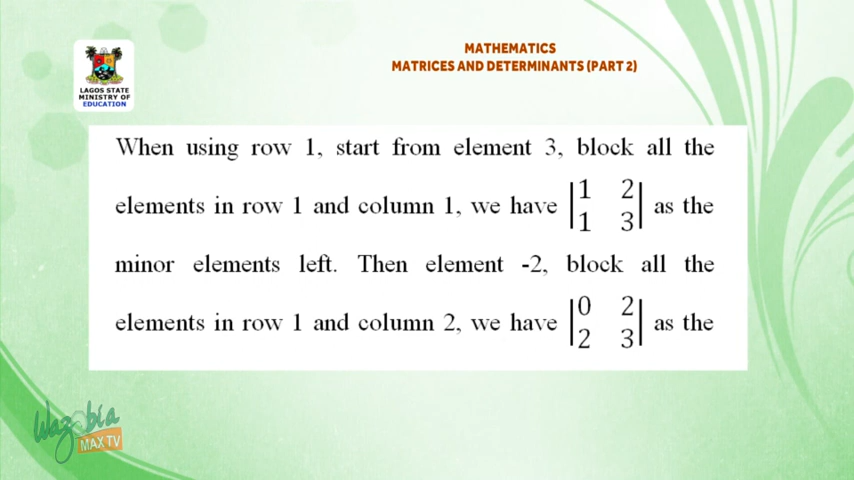 MATHEMATICS
MATRICES AND DETERMINANTS (PART 2)
LAGOS STATE
MINISTRY OF
EDUCATION
When using row 1, start from element 3, block all the
elements in row 1 and column 1, we have |1 2| as the
|1 3|
minor elements left. Then element -2, block all the
elements in row 1 and column 2, we have |0 2| as the
|2 3|
Wazobia
MAX TV